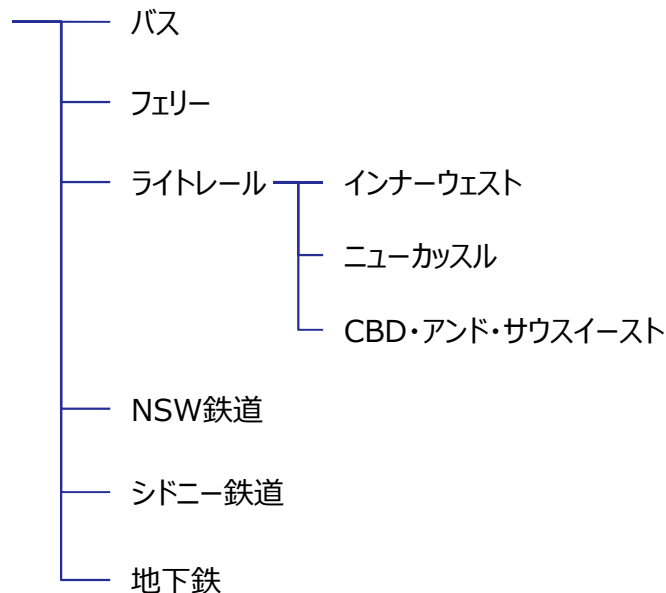 バス
フェリー
ライトレール
インナーウェスト
ニューカッスル
CBD・アンド・サウスイースト
NSW鉄道
シドニー鉄道
地下鉄